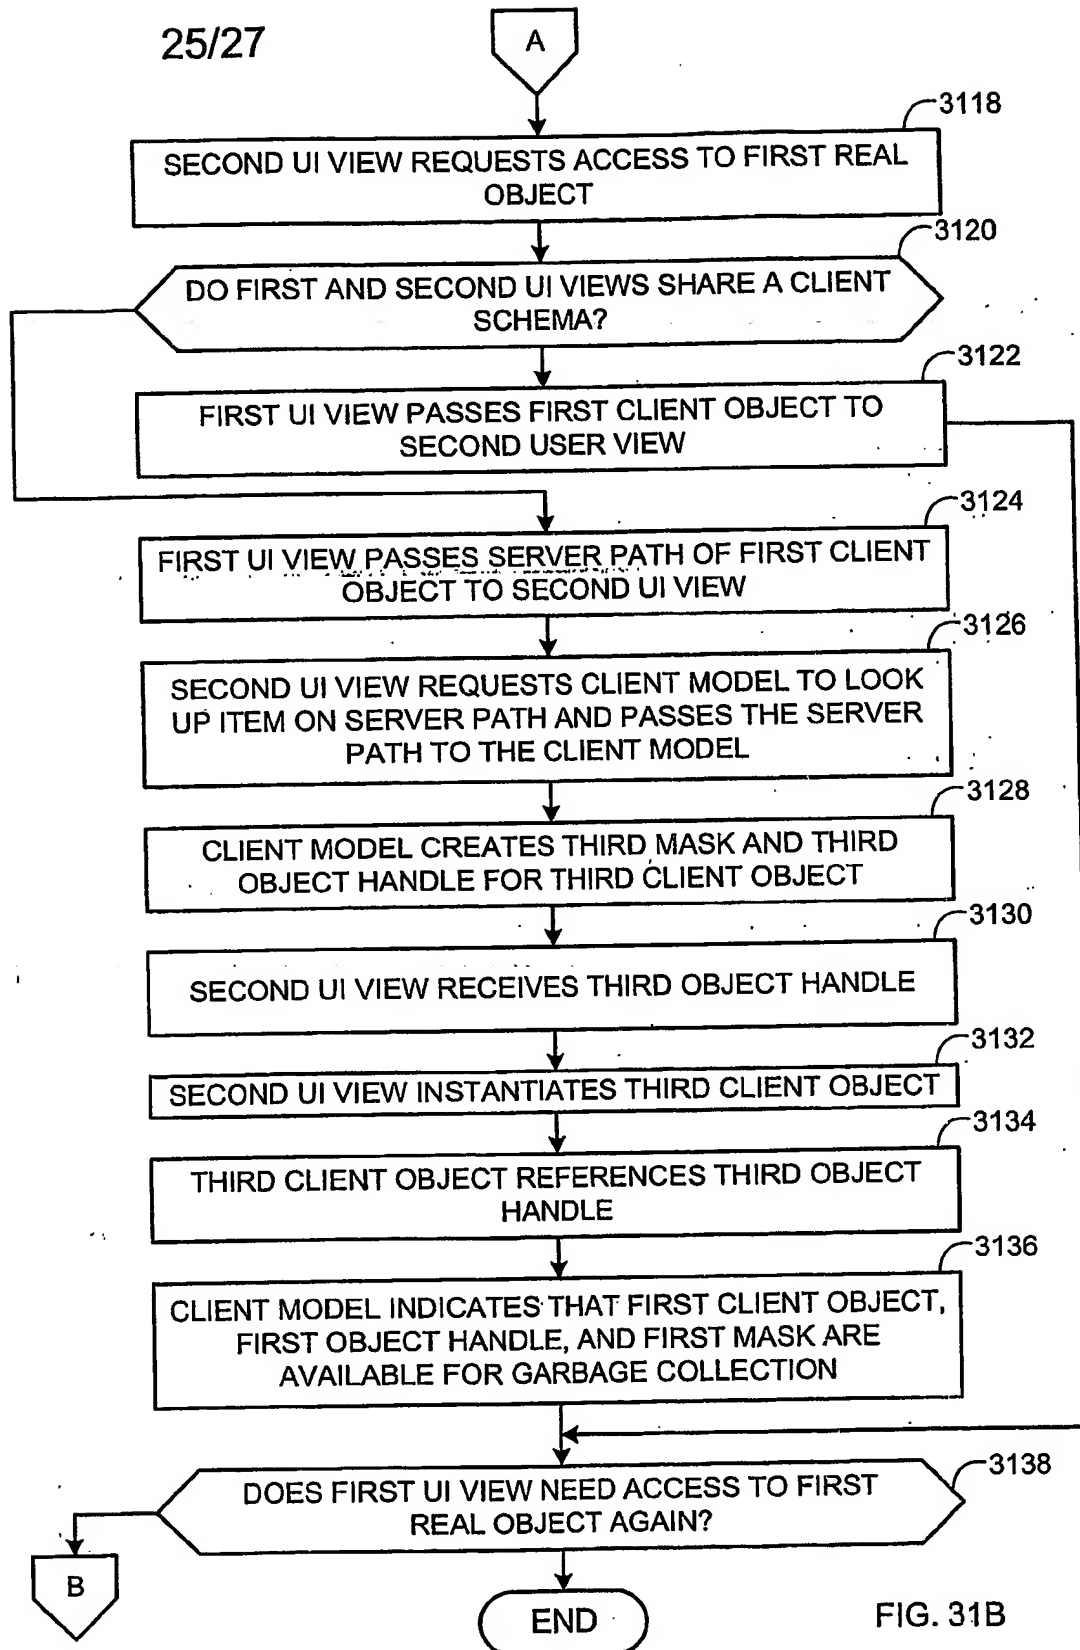 25/27
A
3118
SECOND UI VIEW REQUESTS ACCESS TO FIRST REAL
OBJECT
3120
DO FIRST AND SECOND UI VIEWS SHARE A CLIENT
SCHEMA?
3122
FIRST UI VIEW PASSES FIRST CLIENT OBJECT TO
SECOND USER VIEW
3124
FIRST UI VIEW PASSES SERVER PATH OF FIRST CLIENT
OBJECT TO SECOND UI VIEW
3126
SECOND UI VIEW REQUESTS CLIENT MODEL TO LOOK
UP ITEM ON SERVER PATH AND PASSES THE SERVER
PATH TO THE CLIENT MODEL
3128
CLIENT MODEL CREATES THIRD MASK AND THIRD
OBJECT HANDLE FOR THIRD CLIENT OBJECT
3130
SECOND UI VIEW RECEIVES THIRD OBJECT HANDLE
3132
SECOND UI VIEW INSTANTIATES THIRD CLIENT OBJECT
3134
THIRD CLIENT OBJECT REFERENCES THIRD OBJECT
HANDLE
3136
CLIENT MODEL INDICATES THAT FIRST CLIENT OBJECT,
FIRST OBJECT HANDLE, AND FIRST MASK ARE
AVAILABLE FOR GARBAGE COLLECTION
3138
DOES FIRST UI VIEW NEED ACCESS TO FIRST
REAL OBJECT AGAIN?
B
END
FIG. 31B